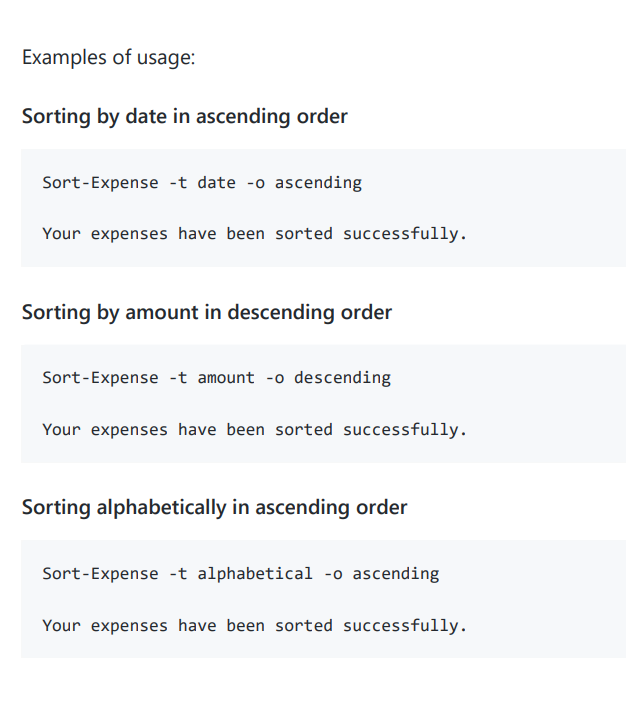 Examples of usage:
Sorting by date in ascending order
Sort-Expense -t date -o ascending
Your expenses have been sorted successfully.
Sorting by amount in descending order
Sort-Expense -t amount -o descending
Your expenses have been sorted successfully.
Sorting alphabetically in ascending order
Sort-Expense -t alphabetical -o ascending
Your expenses have been sorted successfully.